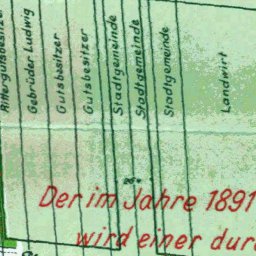 Rittergutsbesitzer
Gebrüder Ludwig
Gutsbesitzer
Gutsbesitzer
Stadtgemeinde
Stadtgemeinde
Stadtgemeinde
Landwirt
Der im Jahre 1891
wird einer dur